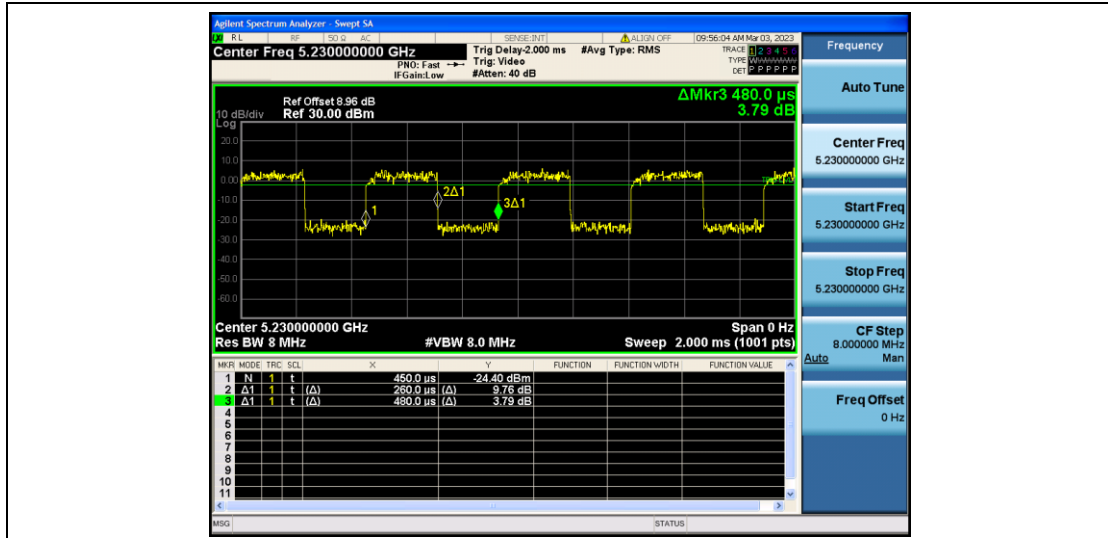 Agilent Spectrum Analyzer - Swept SA
RL RF 50 Ω AC SENSE:INT ALIGN OFF 09:56:04 AM Mar 03, 2023
Center Freq 5.230000000 GHz
PNO: Fast
IFGain:Low
Trig Delay-2.000 ms
Trig: Video
#Atten: 40 dB
#Avg Type: RMS
TRACE 1 2 3 4 5 6
TYPE
DET P P P P P P
Ref Offset 8.96 dB
10 dB/div Ref 30.00 dBm
Log
ΔMkr3 480.0 µs
3.79 dB
20.0
10.0
0.00
-10.0
-20.0
-30.0
-40.0
-50.0
-60.0
1
2Δ1
3Δ1
Center 5.230000000 GHz Span 0 Hz
Res BW 8 MHz #VBW 8.0 MHz Sweep 2.000 ms (1001 pts)
MKR MODE TRC SCL X Y FUNCTION FUNCTION WIDTH FUNCTION VALUE
1 N 1 t 450.0 µs -24.40 dBm
2 Δ1 1 t (Δ) 260.0 µs (Δ) 9.76 dB
3 Δ1 1 t (Δ) 480.0 µs (Δ) 3.79 dB
4
5
6
7
8
9
10
11
MSG STATUS
Frequency
Auto Tune
Center Freq
5.230000000 GHz
Start Freq
5.230000000 GHz
Stop Freq
5.230000000 GHz
CF Step
8.000000 MHz
Auto Man
Freq Offset
0 Hz